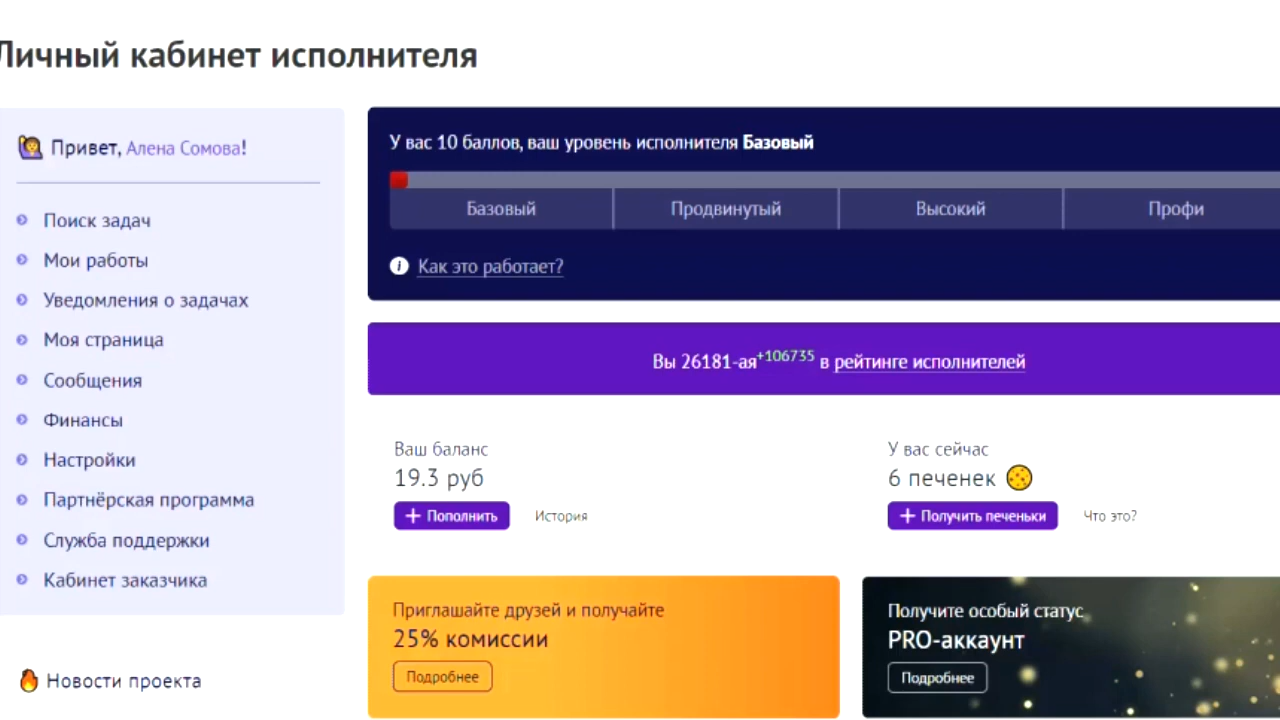 Личный кабинет исполнителя
Привет, Алена Сомова!
Поиск задач
Мои работы
Уведомления о задачах
Моя страница
Сообщения
Финансы
Настройки
Партнёрская программа
Служба поддержки
Кабинет заказчика
Новости проекта
У вас 10 баллов, ваш уровень исполнителя Базовый
Базовый Продвинутый Высокий Профи
Как это работает?
Вы 26181-ая+106735 в рейтинге исполнителей
Ваш баланс
19.3 руб
Пополнить История
У вас сейчас
6 печенек
Получить печеньки Что это?
Приглашайте друзей и получайте
25% комиссии
Подробнее
Получите особый статус
PRO-аккаунт
Подробнее